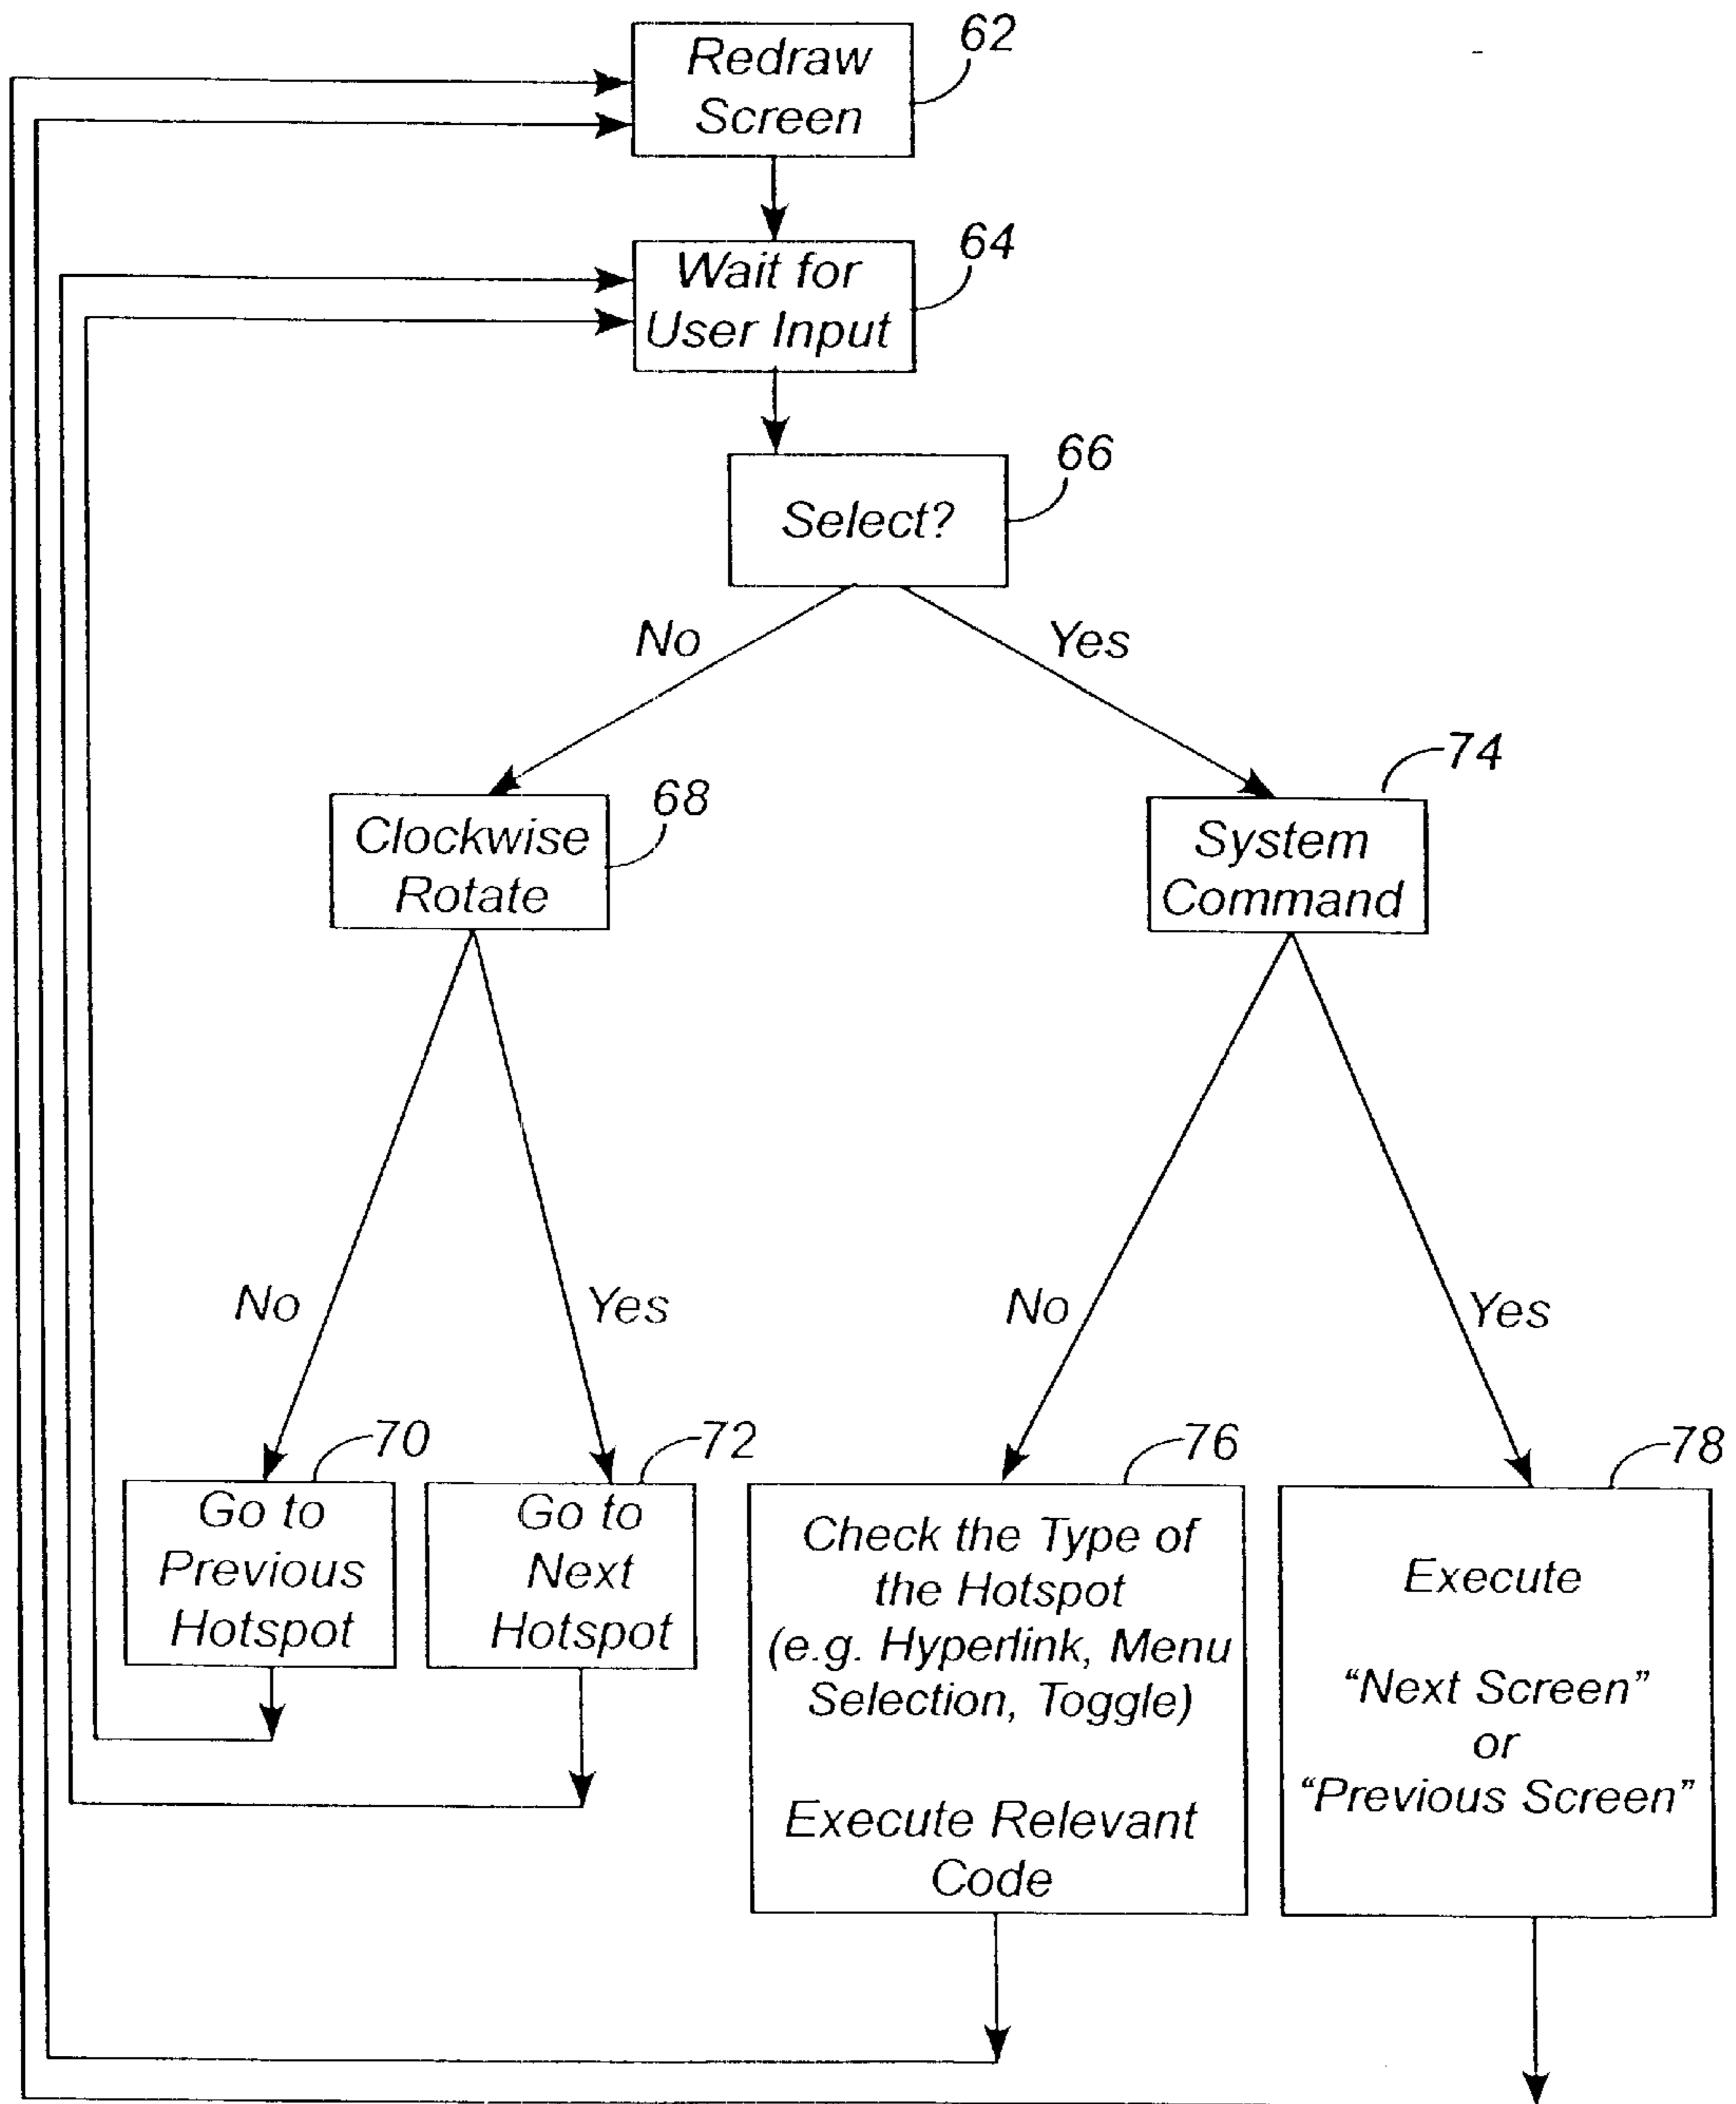 62
Redraw
Screen
64
Wait for
User Input
66
Select?
No
Yes
74
68
Clockwise
Rotate
System
Command
No
Yes
No
Yes
70
72
76
78
Go to
Previous
Hotspot
Go to
Next
Hotspot
Check the Type of
the Hotspot
(e.g. Hyperlink, Menu
Selection, Toggle)
Execute Relevant
Code
Execute
“Next Screen”
or
“Previous Screen”